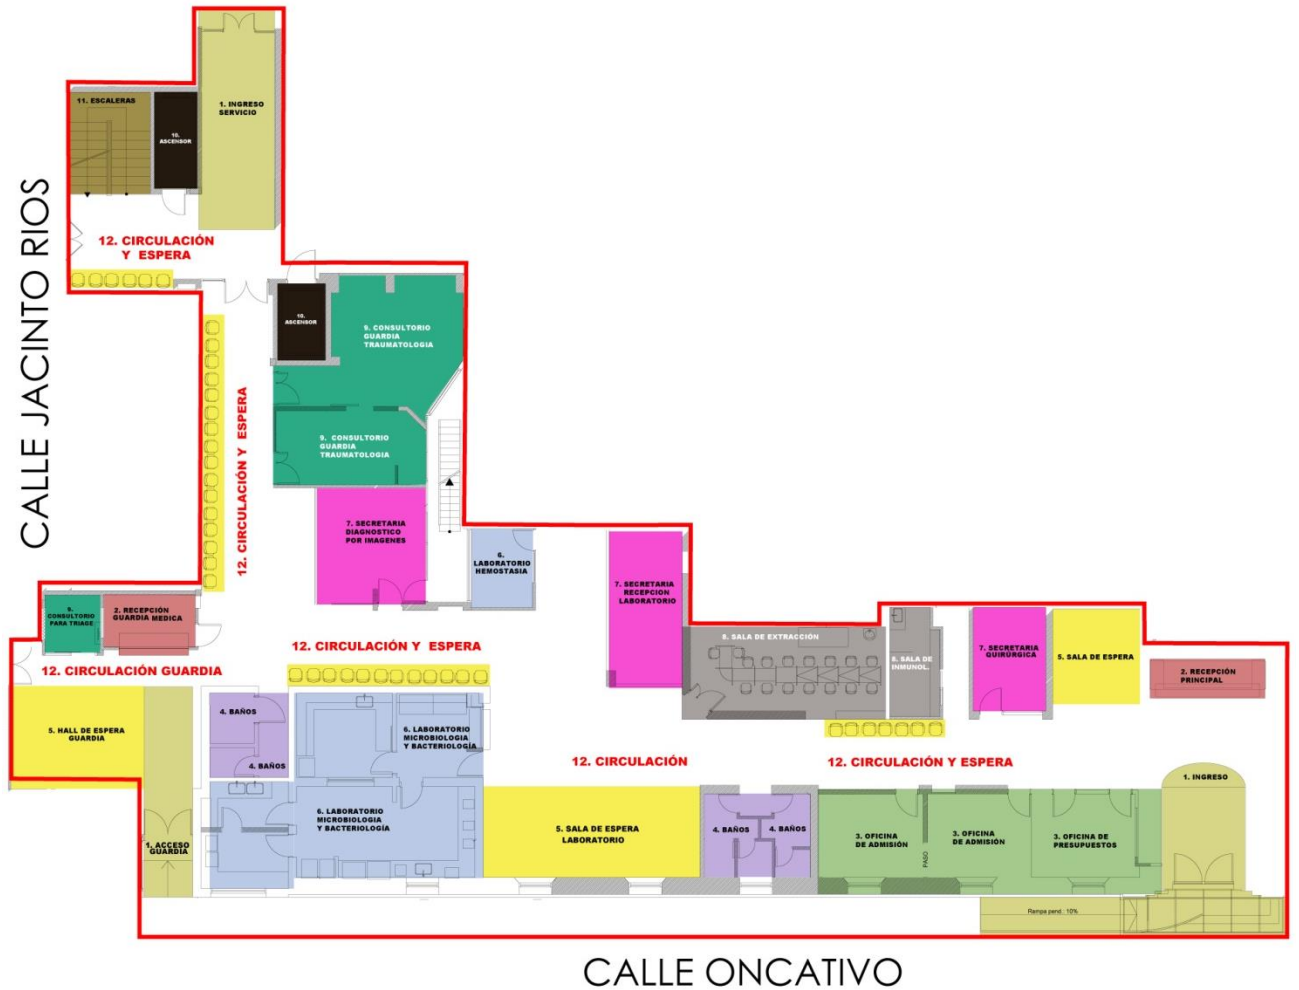 11. ESCALERAS
10.
ASCENSOR
1. INGRESO
SERVICIO
CALLE JACINTO RIOS
12. CIRCULACIÓN
Y ESPERA
10.
ASCENSOR
9. CONSULTORIO
GUARDIA
TRAUMATOLOGIA
12. CIRCULACIÓN Y ESPERA
9. CONSULTORIO
GUARDIA
TRAUMATOLOGIA
7. SECRETARIA
DIAGNOSTICO
POR IMAGENES
6.
LABORATORIO
HEMOSTASIA
7. SECRETARIA
RECEPCION
LABORATORIO
9.
CONSULTORIO
PARA TRIAGE
2. RECEPCIÓN
GUARDIA MEDICA
12. CIRCULACIÓN Y ESPERA
8. SALA DE EXTRACCIÓN
8. SALA DE
INMUNOL.
7. SECRETARIA
QUIRÚRGICA
5. SALA DE ESPERA
2. RECEPCIÓN
PRINCIPAL
12. CIRCULACIÓN GUARDIA
5. HALL DE ESPERA
GUARDIA
4. BAÑOS
4. BAÑOS
6. LABORATORIO
MICROBIOLOGIA
Y BACTERIOLOGÍA
12. CIRCULACIÓN
12. CIRCULACIÓN Y ESPERA
1. INGRESO
1. ACCESO
GUARDIA
6. LABORATORIO
MICROBIOLOGIA
Y BACTERIOLOGÍA
5. SALA DE ESPERA
LABORATORIO
4. BAÑOS
4. BAÑOS
3. OFICINA
DE ADMISIÓN
PASO
3. OFICINA
DE ADMISIÓN
3. OFICINA DE
PRESUPUESTOS
Rampa pend : 10%
CALLE ONCATIVO